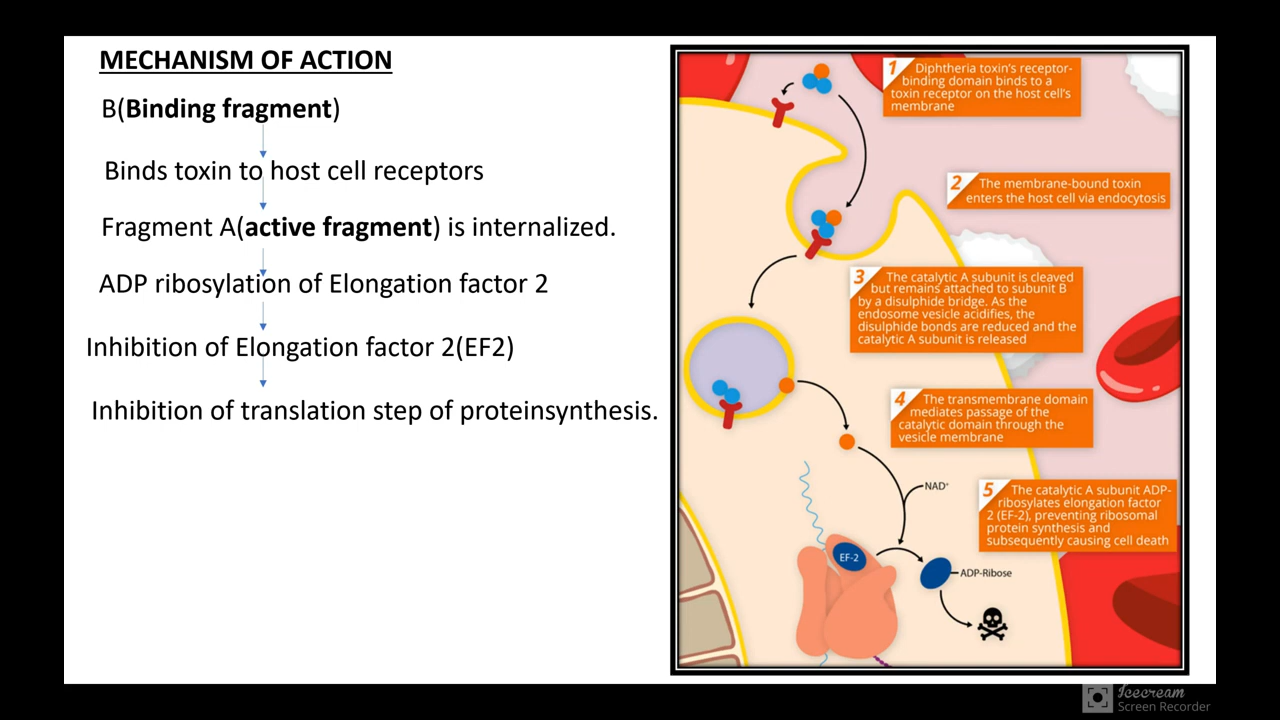 MECHANISM OF ACTION
B(Binding fragment)
Binds toxin to host cell receptors
Fragment A(active fragment) is internalized.
ADP ribosylation of Elongation factor 2
Inhibition of Elongation factor 2(EF2)
Inhibition of translation step of proteinsynthesis.
1 Diphtheria toxin's receptor-
binding domain binds to a
toxin receptor on the host cell's
membrane
2 The membrane-bound toxin
enters the host cell via endocytosis
3 The catalytic A subunit is cleaved
but remains attached to subunit B
by a disulphide bridge. As the
endosome vesicle acidifies, the
disulphide bonds are reduced and the
catalytic A subunit is released
4 The transmembrane domain
mediates passage of the
catalytic domain through the
vesicle membrane
NAD⁺
5 The catalytic A subunit ADP-
ribosylates elongation factor
2 (EF-2), preventing ribosomal
protein synthesis and
subsequently causing cell death
EF-2
ADP-Ribose
Icecream
Screen Recorder